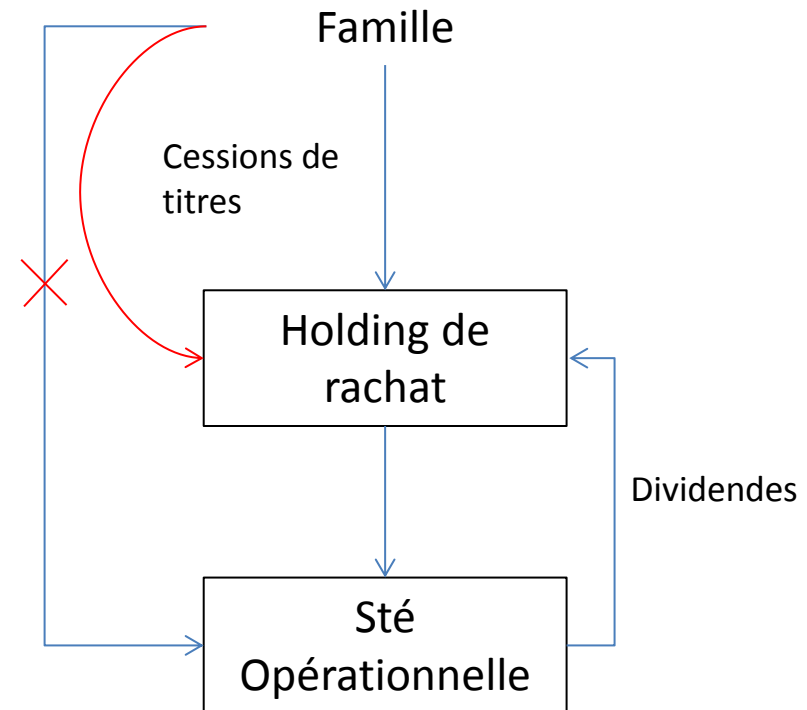 Famille
Cessions de
titres
Holding de
rachat
Dividendes
Sté
Opérationnelle